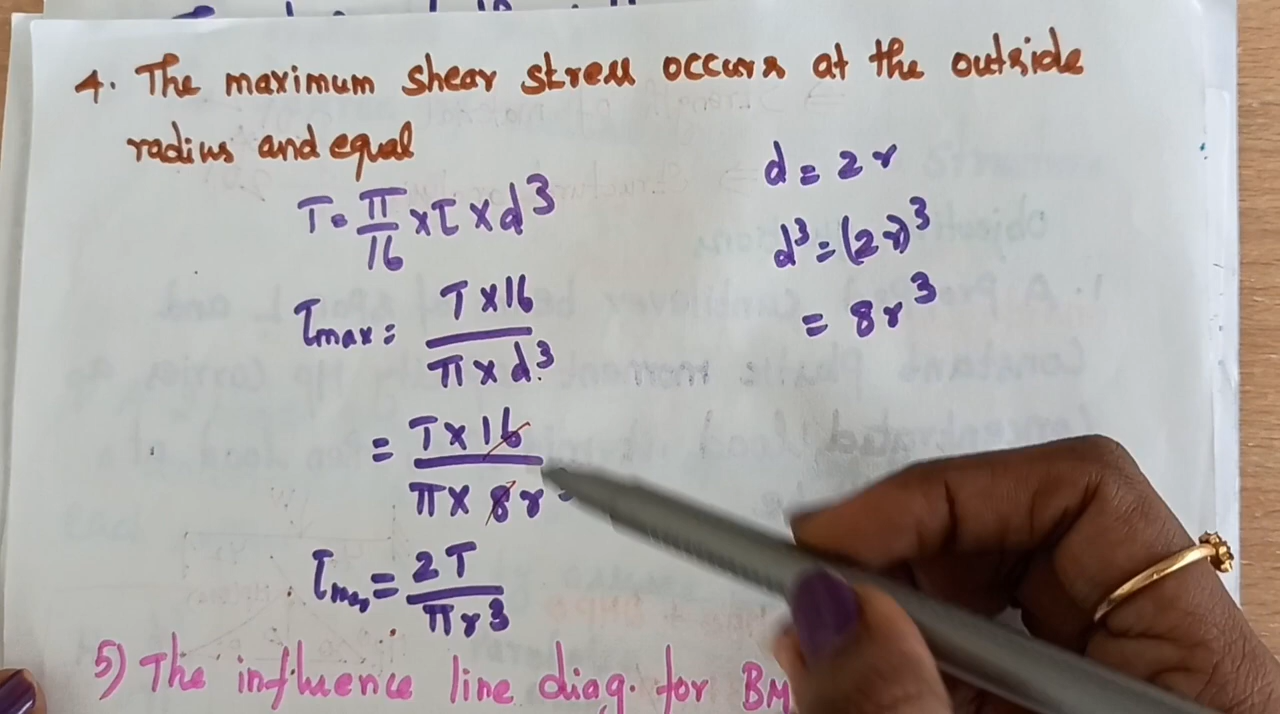 4. The maximum shear stress occurs at the outside
radius and equal
T = π/16 × τ × d³
τmax = T × 16 / π × d³
= T × 16 / π × 8r
τmax = 2T / πr³
d = 2r
d³ = (2r)³
= 8r³
5) The influence line diag. for BM